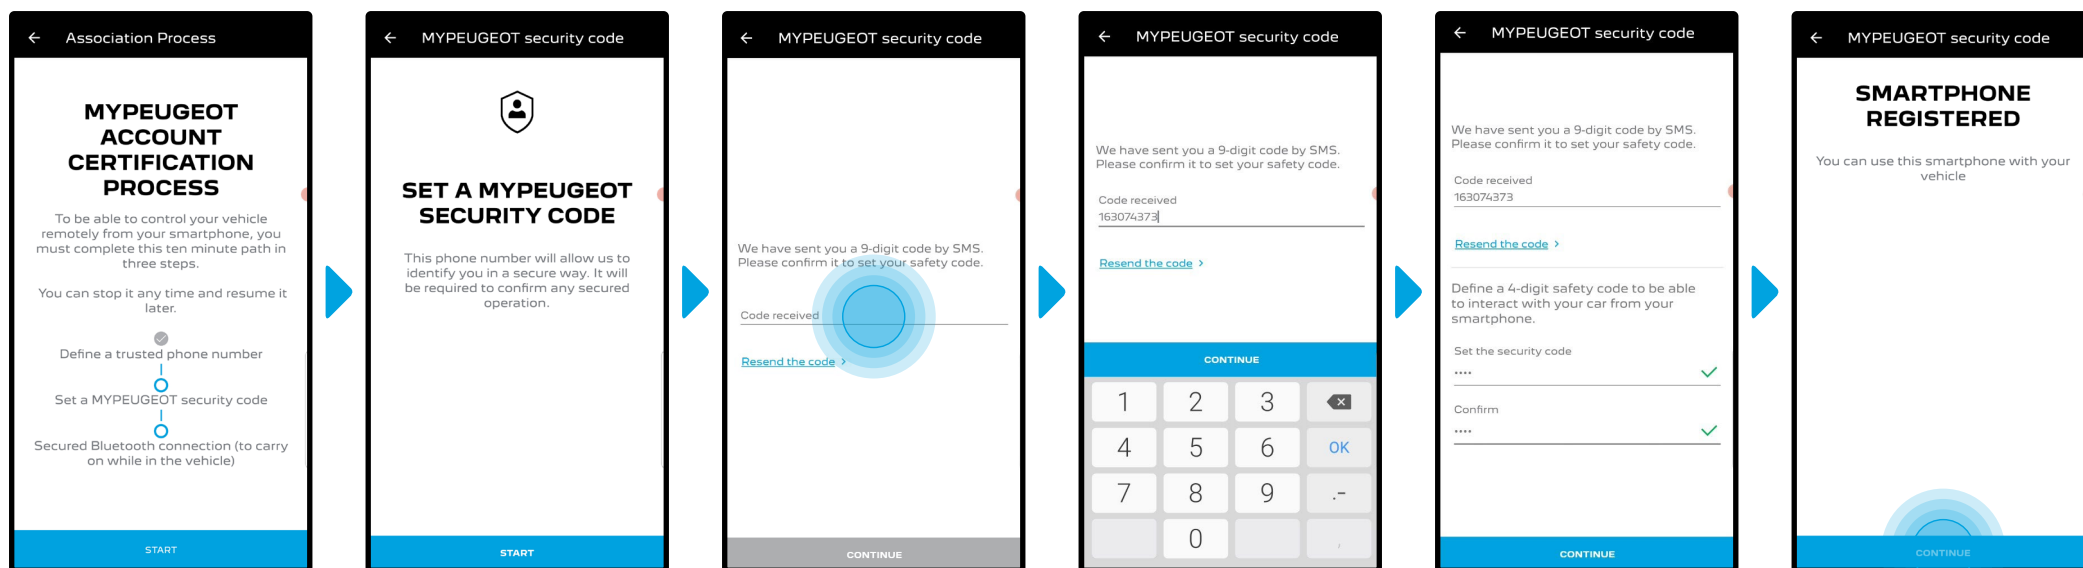 Association Process
MYPEUGEOT
ACCOUNT
CERTIFICATION
PROCESS
To be able to control your vehicle
remotely from your smartphone, you
must complete this ten minute path in
three steps.
You can stop it any time and resume it
later.
Define a trusted phone number
Set a MYPEUGEOT security code
Secured Bluetooth connection (to carry
on while in the vehicle)
START
MYPEUGEOT security code
SET A MYPEUGEOT
SECURITY CODE
This phone number will allow us to
identify you in a secure way. It will
be required to confirm any secured
operation.
START
MYPEUGEOT security code
We have sent you a 9-digit code by SMS.
Please confirm it to set your safety code.
Code received
Resend the code >
CONTINUE
MYPEUGEOT security code
We have sent you a 9-digit code by SMS.
Please confirm it to set your safety code.
Code received
163074373
Resend the code >
CONTINUE
1 2 3
4 5 6 OK
7 8 9 .-
0 ,
MYPEUGEOT security code
We have sent you a 9-digit code by SMS.
Please confirm it to set your safety code.
Code received
163074373
Resend the code >
Define a 4-digit safety code to be able
to interact with your car from your
smartphone.
Set the security code
••••
Confirm
••••
CONTINUE
MYPEUGEOT security code
SMARTPHONE
REGISTERED
You can use this smartphone with your
vehicle
CONTINUE